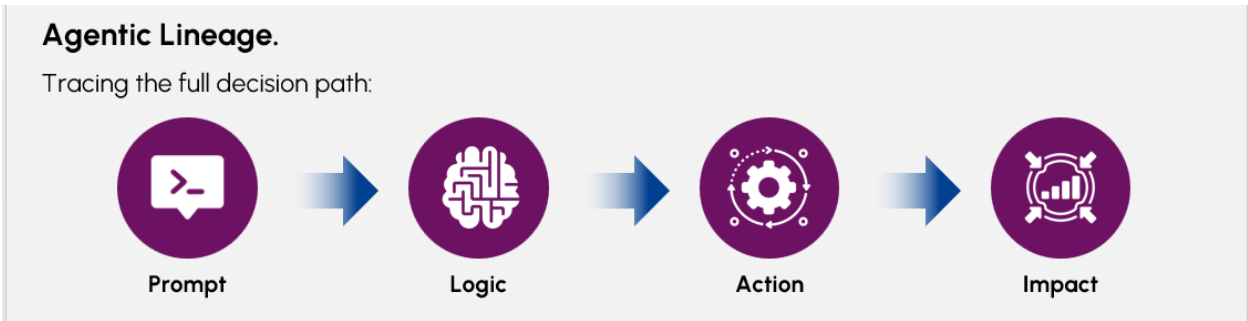 Agentic Lineage.
Tracing the full decision path:
Prompt
Logic
Action
Impact